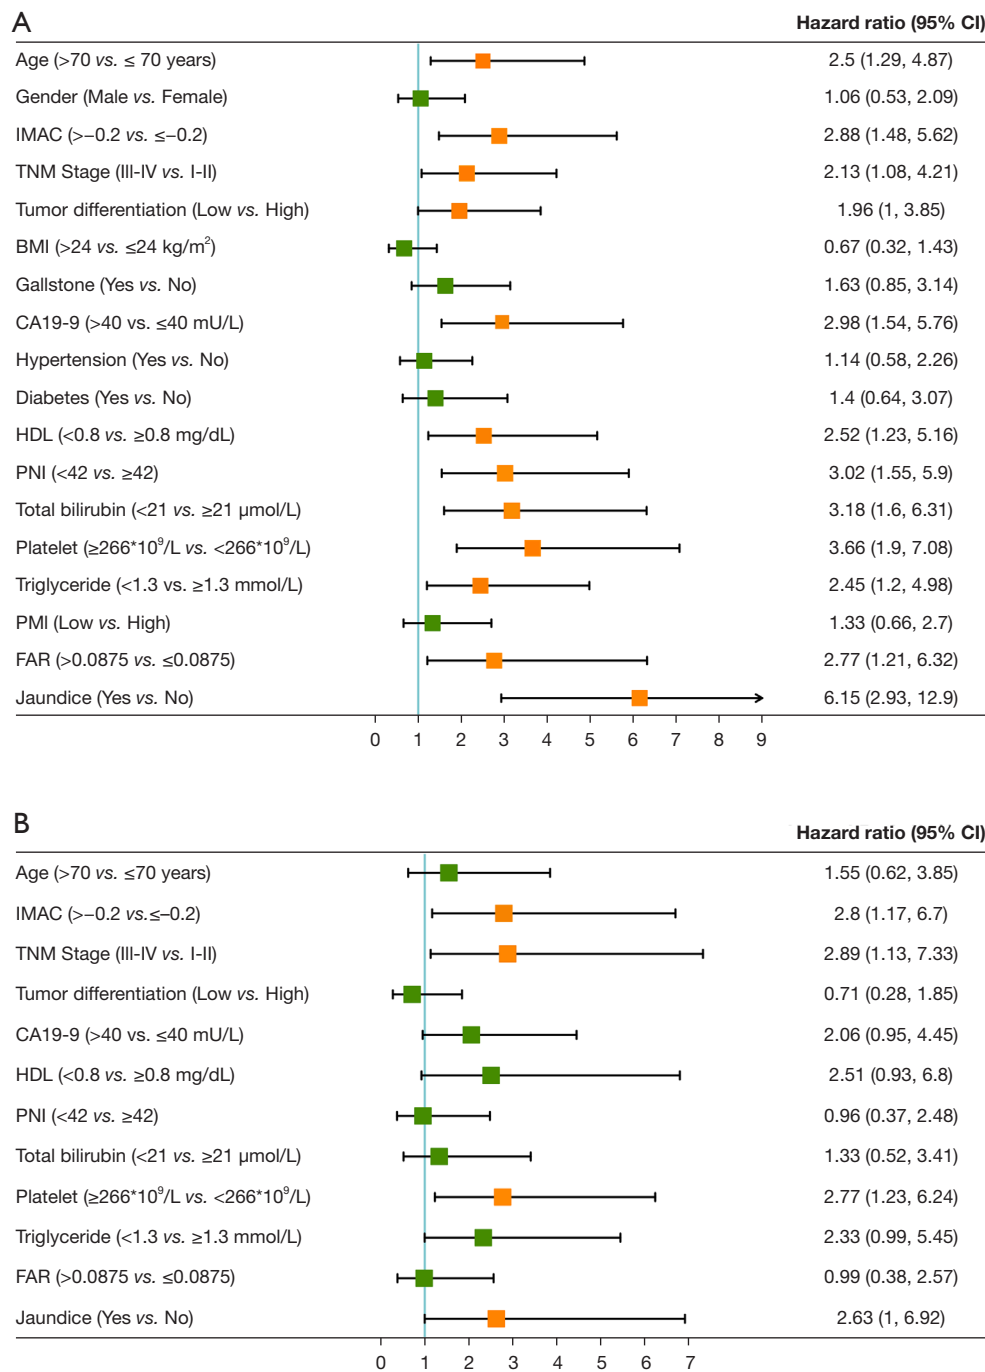 A
Hazard ratio (95% CI)
Age (>70 vs. ≤ 70 years) 2.5 (1.29, 4.87)
Gender (Male vs. Female) 1.06 (0.53, 2.09)
IMAC (>−0.2 vs. ≤−0.2) 2.88 (1.48, 5.62)
TNM Stage (III-IV vs. I-II) 2.13 (1.08, 4.21)
Tumor differentiation (Low vs. High) 1.96 (1, 3.85)
BMI (>24 vs. ≤24 kg/m²) 0.67 (0.32, 1.43)
Gallstone (Yes vs. No) 1.63 (0.85, 3.14)
CA19-9 (>40 vs. ≤40 mU/L) 2.98 (1.54, 5.76)
Hypertension (Yes vs. No) 1.14 (0.58, 2.26)
Diabetes (Yes vs. No) 1.4 (0.64, 3.07)
HDL (<0.8 vs. ≥0.8 mg/dL) 2.52 (1.23, 5.16)
PNI (<42 vs. ≥42) 3.02 (1.55, 5.9)
Total bilirubin (<21 vs. ≥21 μmol/L) 3.18 (1.6, 6.31)
Platelet (≥266*10⁹/L vs. <266*10⁹/L) 3.66 (1.9, 7.08)
Triglyceride (<1.3 vs. ≥1.3 mmol/L) 2.45 (1.2, 4.98)
PMI (Low vs. High) 1.33 (0.66, 2.7)
FAR (>0.0875 vs. ≤0.0875) 2.77 (1.21, 6.32)
Jaundice (Yes vs. No) 6.15 (2.93, 12.9)
0 1 2 3 4 5 6 7 8 9
B
Hazard ratio (95% CI)
Age (>70 vs. ≤70 years) 1.55 (0.62, 3.85)
IMAC (>−0.2 vs.≤−0.2) 2.8 (1.17, 6.7)
TNM Stage (III-IV vs. I-II) 2.89 (1.13, 7.33)
Tumor differentiation (Low vs. High) 0.71 (0.28, 1.85)
CA19-9 (>40 vs. ≤40 mU/L) 2.06 (0.95, 4.45)
HDL (<0.8 vs. ≥0.8 mg/dL) 2.51 (0.93, 6.8)
PNI (<42 vs. ≥42) 0.96 (0.37, 2.48)
Total bilirubin (<21 vs. ≥21 μmol/L) 1.33 (0.52, 3.41)
Platelet (≥266*10⁹/L vs. <266*10⁹/L) 2.77 (1.23, 6.24)
Triglyceride (<1.3 vs. ≥1.3 mmol/L) 2.33 (0.99, 5.45)
FAR (>0.0875 vs. ≤0.0875) 0.99 (0.38, 2.57)
Jaundice (Yes vs. No) 2.63 (1, 6.92)
0 1 2 3 4 5 6 7